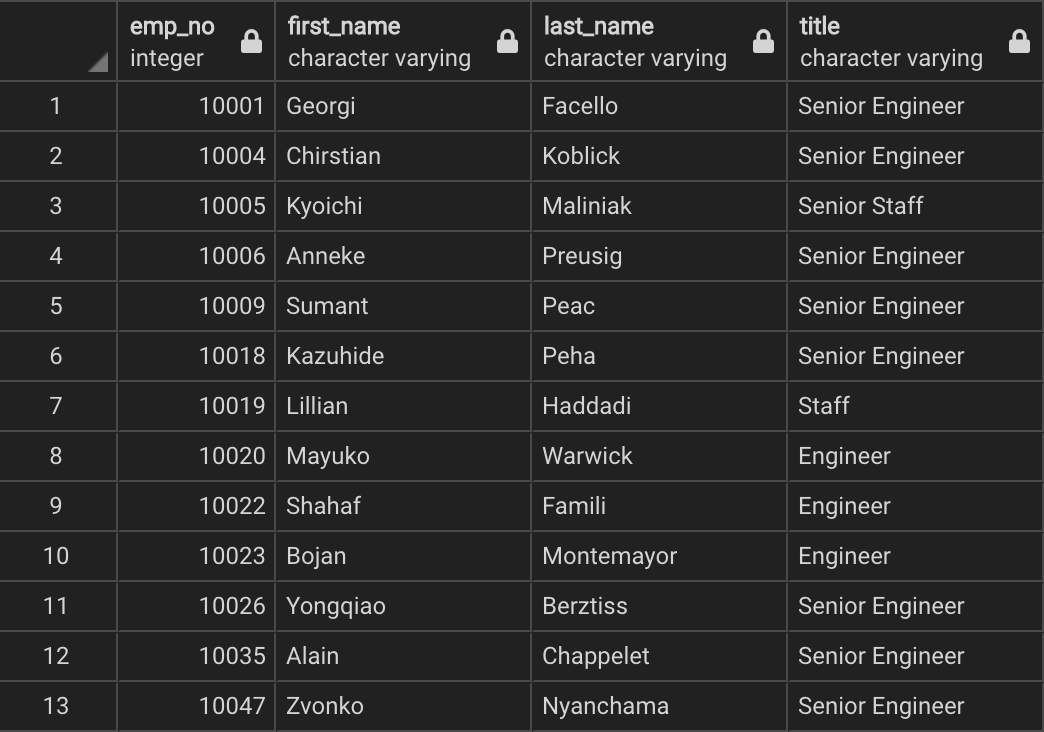 emp_no first_name last_name title
integer character varying character varying character varying
1 10001 Georgi Facello Senior Engineer
2 10004 Chirstian Koblick Senior Engineer
3 10005 Kyoichi Maliniak Senior Staff
4 10006 Anneke Preusig Senior Engineer
5 10009 Sumant Peac Senior Engineer
6 10018 Kazuhide Peha Senior Engineer
7 10019 Lillian Haddadi Staff
8 10020 Mayuko Warwick Engineer
9 10022 Shahaf Famili Engineer
10 10023 Bojan Montemayor Engineer
11 10026 Yongqiao Berztiss Senior Engineer
12 10035 Alain Chappelet Senior Engineer
13 10047 Zvonko Nyanchama Senior Engineer